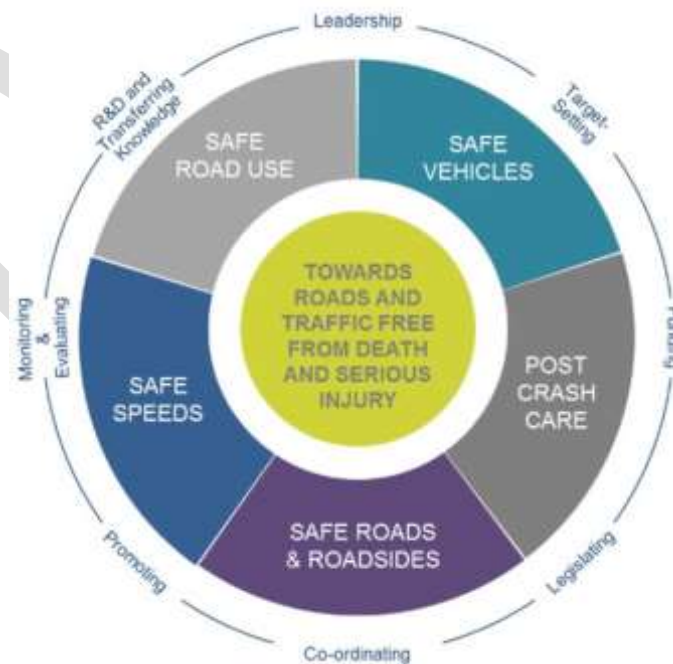 Leadership
Target-
Setting
Legislating
Co-ordinating
Promoting
Monitoring
&
Evaluating
R&D and
Transferring
Knowledge
SAFE
ROAD USE
SAFE
VEHICLES
POST
CRASH
CARE
SAFE ROADS
& ROADSIDES
SAFE
SPEEDS
TOWARDS
ROADS AND
TRAFFIC FREE
FROM DEATH
AND SERIOUS
INJURY